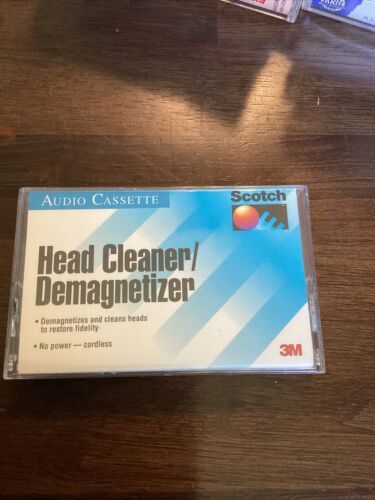 AUDIO CASSETTE
Scotch
Head Cleaner/
Demagnetizer
• Demagnetizes and cleans heads
to restore fidelity
• No power — cordless
3M